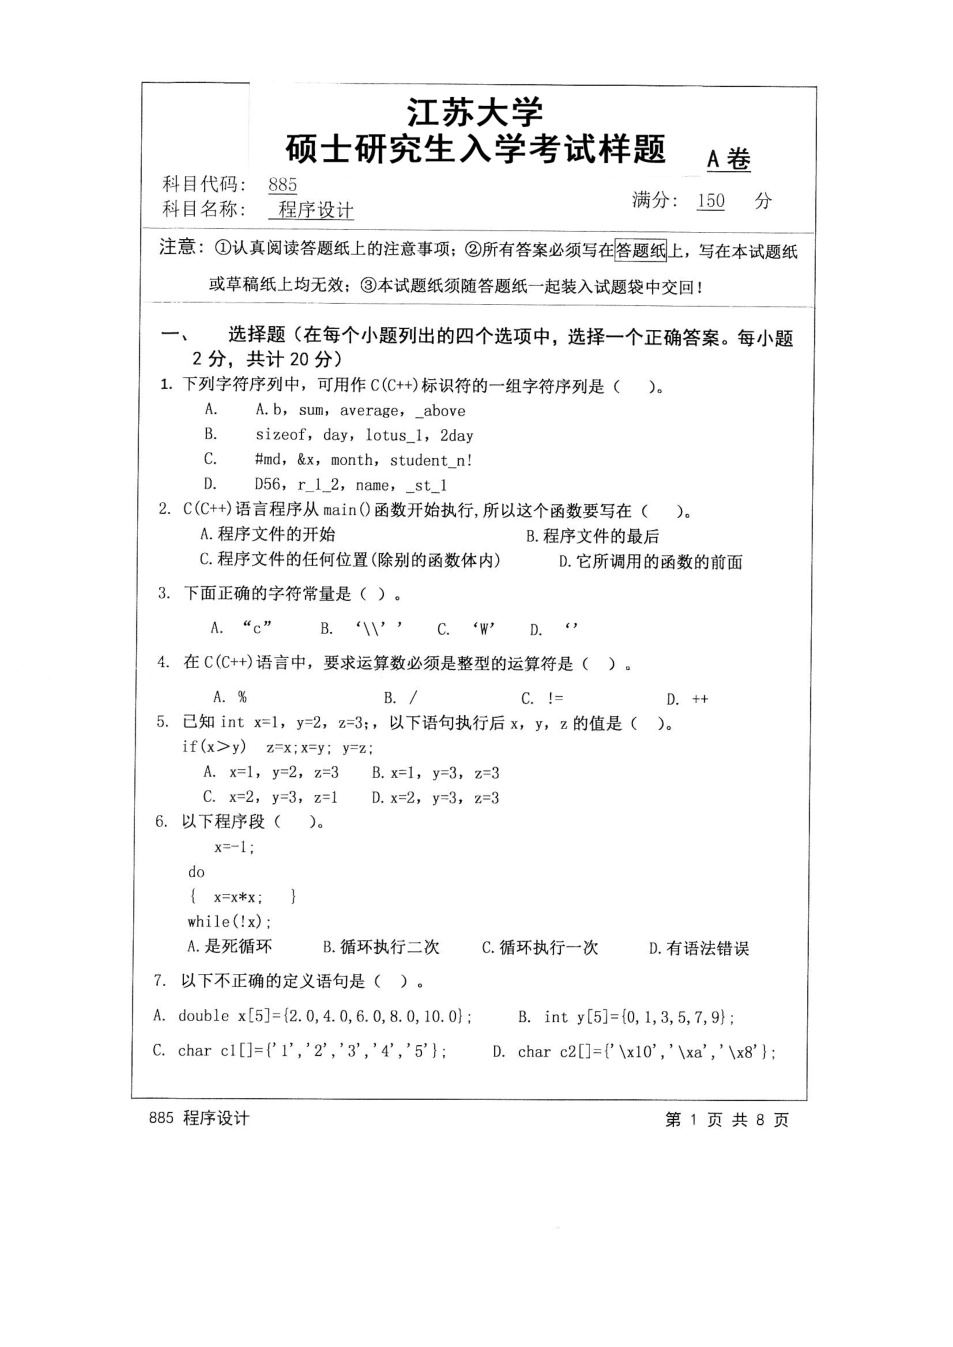 江苏大学
硕士研究生入学考试样题 A 卷
科目代码： 885
满分： 150 分
科目名称： 程序设计
注意：①认真阅读答题纸上的注意事项；②所有答案必须写在答题纸上，写在本试题纸
或草稿纸上均无效；③本试题纸须随答题纸一起装入试题袋中交回！
一、 选择题（在每个小题列出的四个选项中，选择一个正确答案。每小题
2 分，共计 20 分）
1. 下列字符序列中，可用作 C(C++)标识符的一组字符序列是（ ）。
A. A.b，sum，average，_above
B. sizeof，day，lotus_1，2day
C. #md，&x，month，student_n!
D. D56，r_1_2，name，_st_1
2. C(C++)语言程序从 main()函数开始执行,所以这个函数要写在（ ）。
A.程序文件的开始 B.程序文件的最后
C.程序文件的任何位置(除别的函数体内) D.它所调用的函数的前面
3. 下面正确的字符常量是（ ）。
A. “c” B. ‘\\’ ’ C. ‘W’ D. ‘’
4. 在 C(C++)语言中，要求运算数必须是整型的运算符是（ ）。
A. % B. / C. != D. ++
5. 已知 int x=1，y=2，z=3;，以下语句执行后 x，y，z 的值是（ ）。
if(x＞y) z=x;x=y; y=z;
A. x=1，y=2，z=3 B. x=1，y=3，z=3
C. x=2，y=3，z=1 D. x=2，y=3，z=3
6. 以下程序段（ ）。
x=-1;
do
{ x=x*x; }
while(!x);
A.是死循环 B.循环执行二次 C.循环执行一次 D.有语法错误
7. 以下不正确的定义语句是（ ）。
A. double x[5]={2.0,4.0,6.0,8.0,10.0}; B. int y[5]={0,1,3,5,7,9};
C. char c1[]={’1’,’2’,’3’,’4’,’5’}; D. char c2[]={’\x10’,’\xa’,’\x8’};
885 程序设计 第 1 页 共 8 页